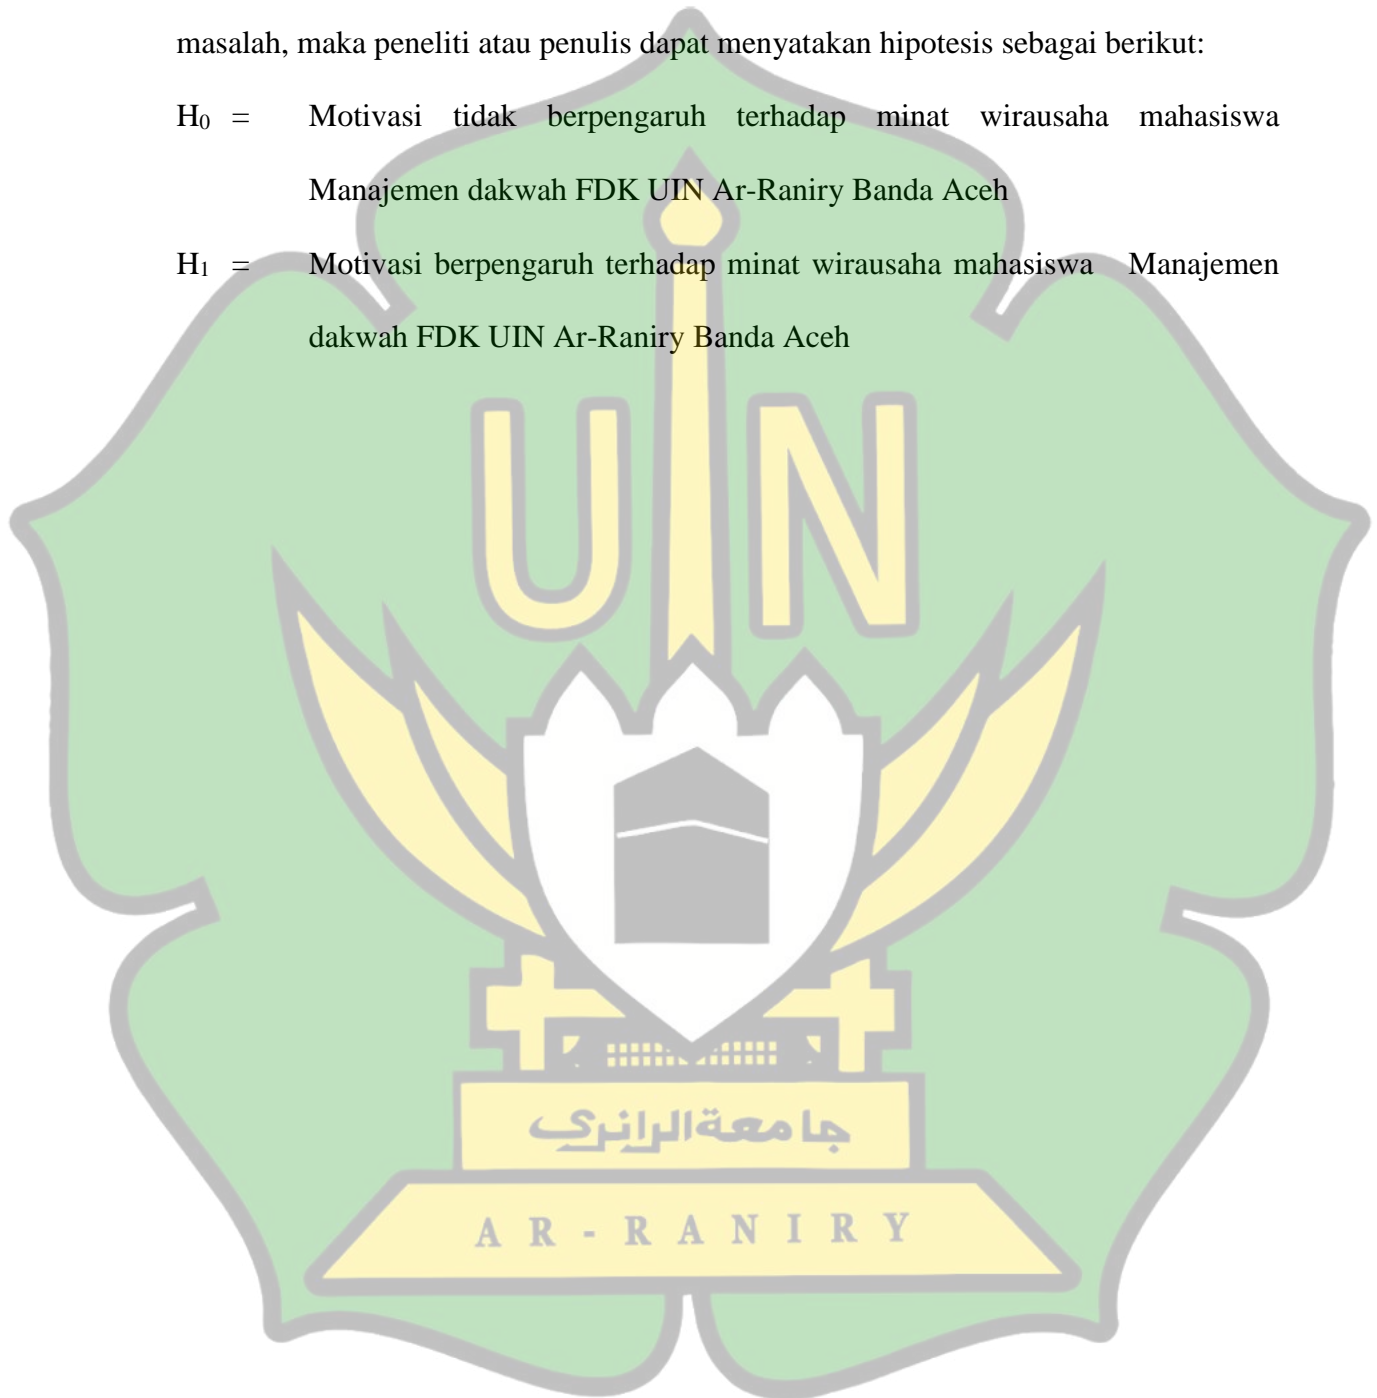 masalah, maka peneliti atau penulis dapat menyatakan hipotesis sebagai berikut:
H₀ = Motivasi tidak berpengaruh terhadap minat wirausaha mahasiswa
Manajemen dakwah FDK UIN Ar-Raniry Banda Aceh
H₁ = Motivasi berpengaruh terhadap minat wirausaha mahasiswa Manajemen
dakwah FDK UIN Ar-Raniry Banda Aceh
UIN
جامعةالرانري
AR-RANIRY